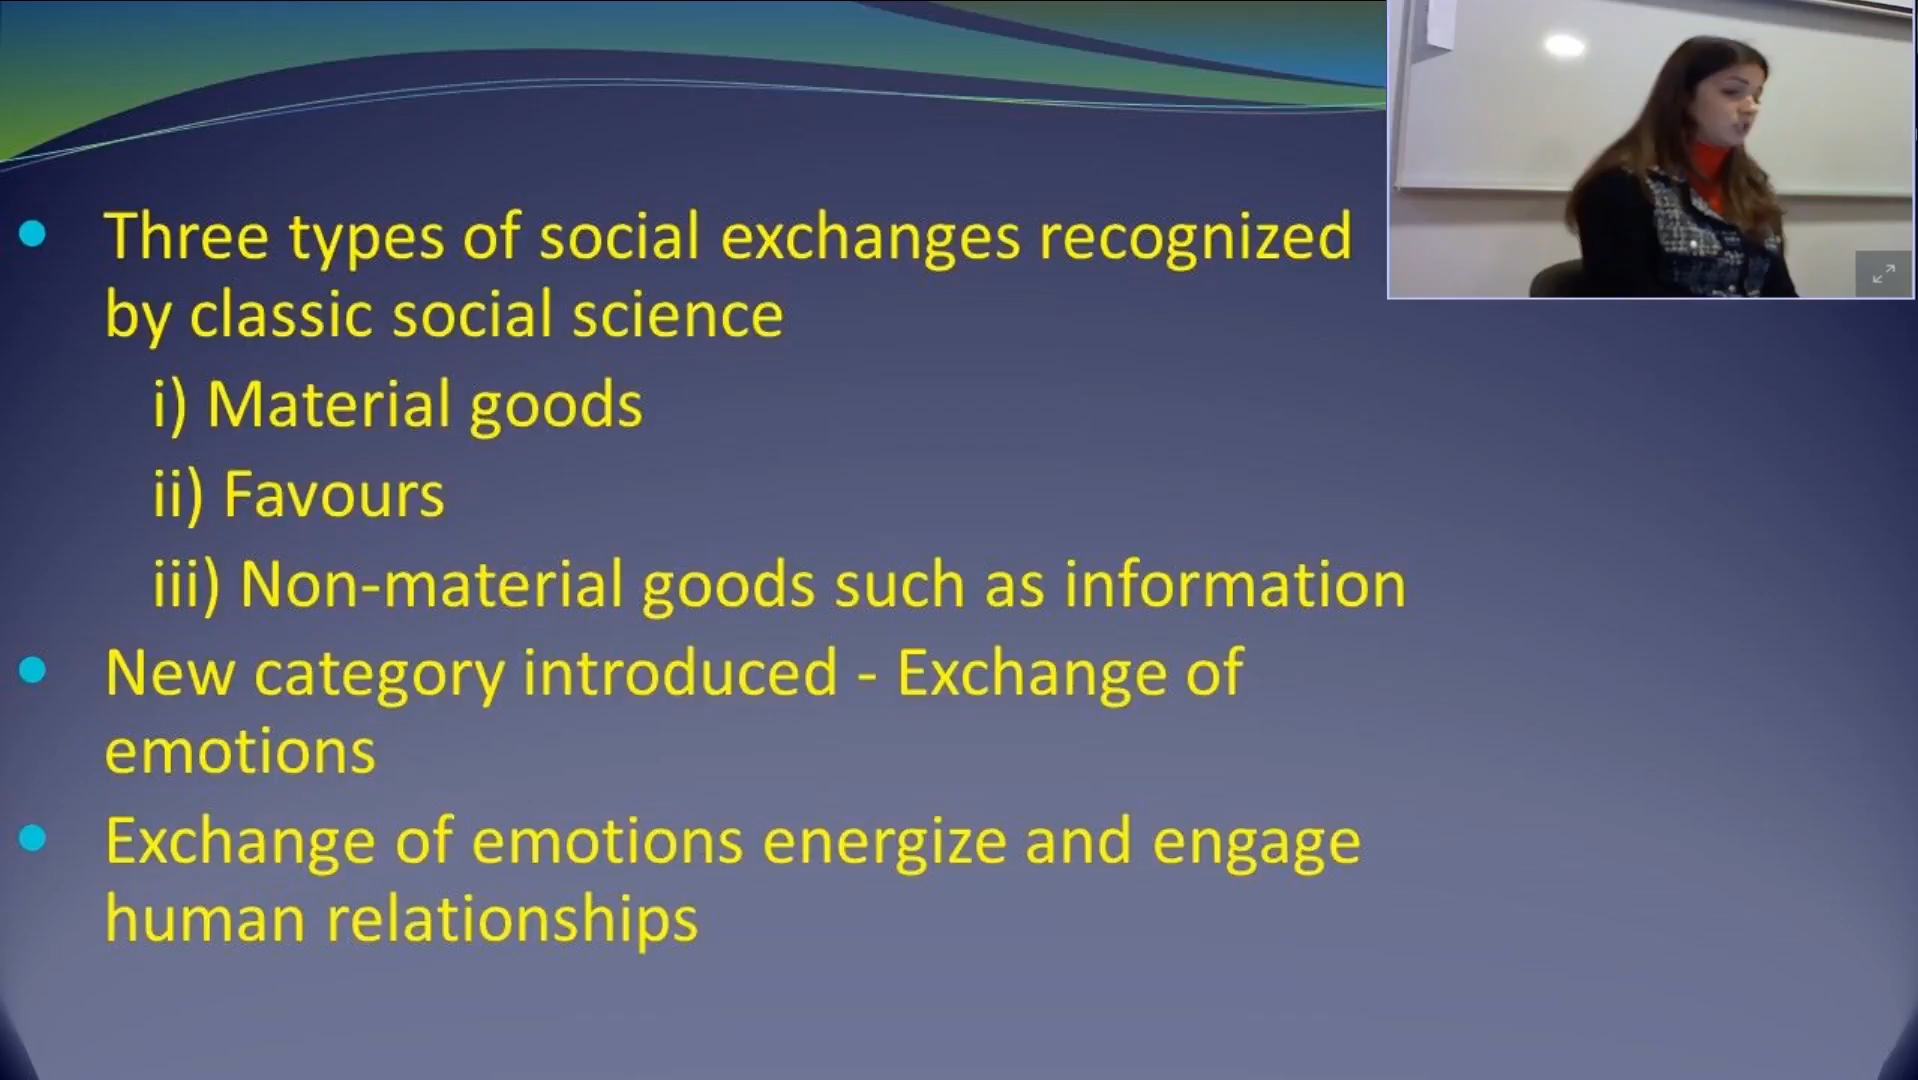 Three types of social exchanges recognized
by classic social science
i) Material goods
ii) Favours
iii) Non-material goods such as information
New category introduced - Exchange of
emotions
Exchange of emotions energize and engage
human relationships